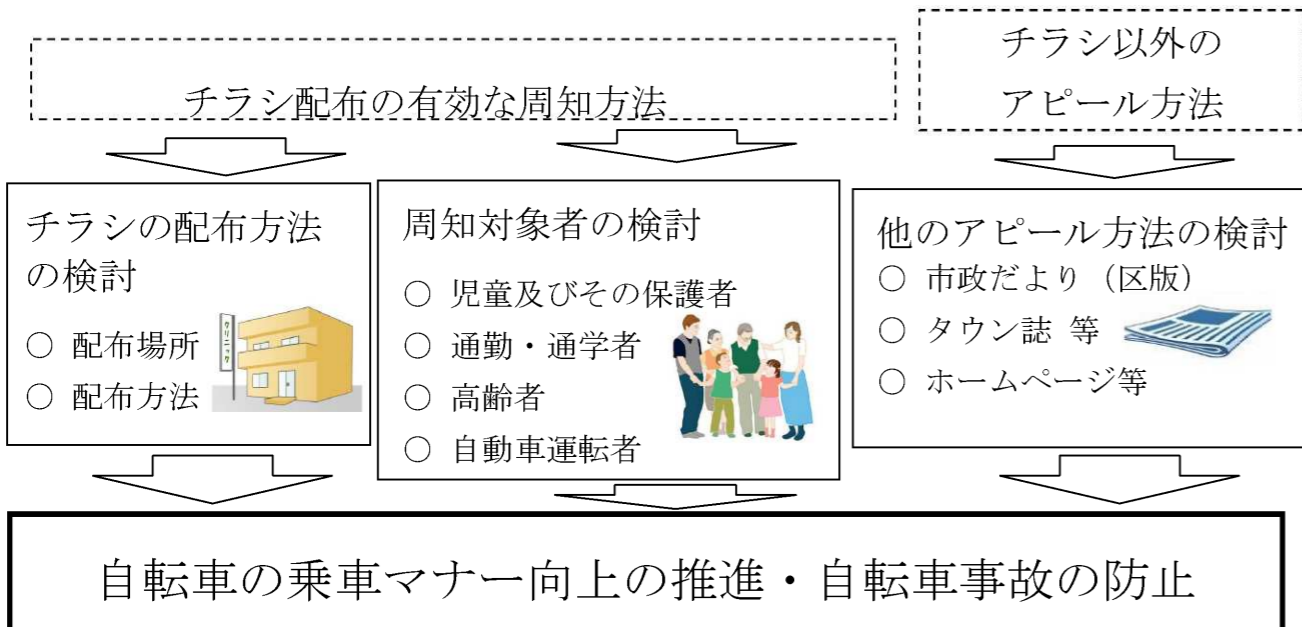 チラシ配布の有効な周知方法
チラシ以外の
アピール方法
チラシの配布方法
の検討
○ 配布場所
○ 配布方法
クリニック
周知対象者の検討
○ 児童及びその保護者
○ 通勤・通学者
○ 高齢者
○ 自動車運転者
他のアピール方法の検討
○ 市政だより（区版）
○ タウン誌 等
○ ホームページ等
自転車の乗車マナー向上の推進・自転車事故の防止